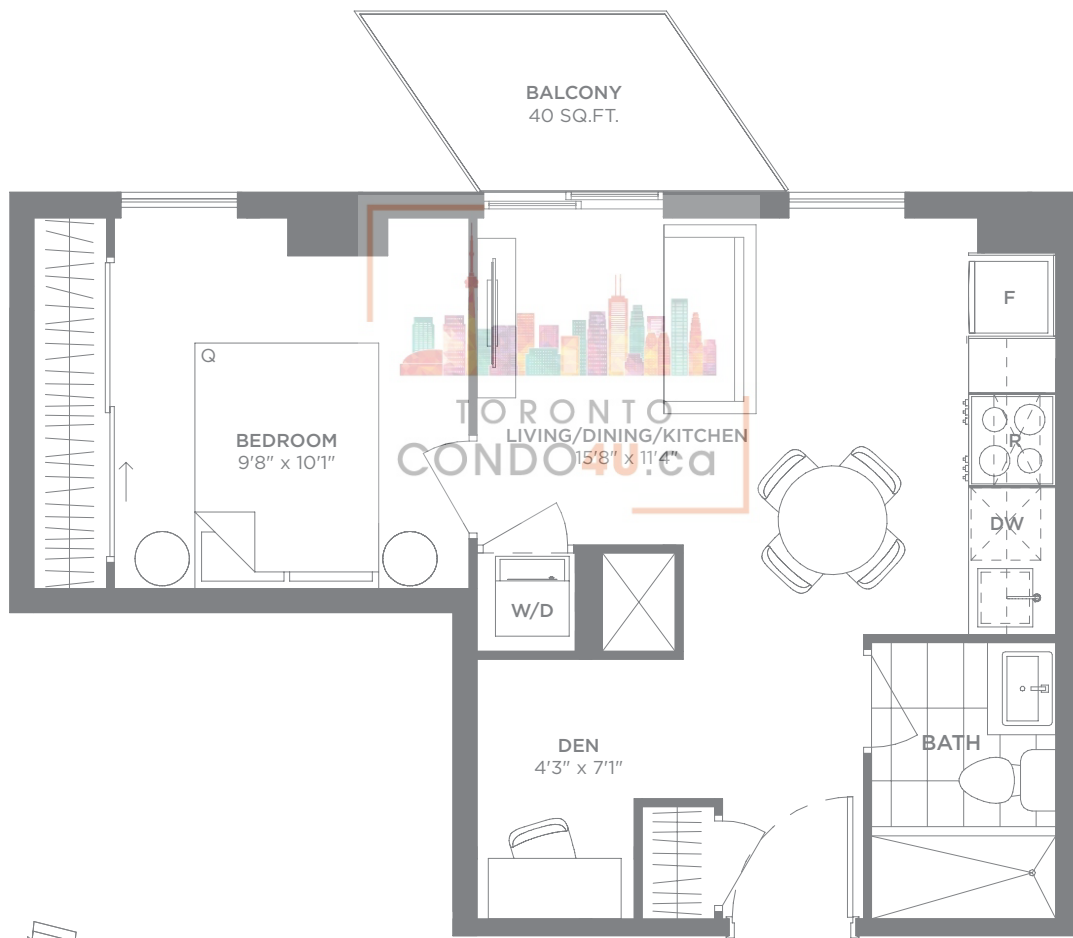 BALCONY
40 SQ.FT.
F
Q
TORONTO
BEDROOM
9'8" x 10'1"
LIVING/DINING/KITCHEN
15'8" x 11'4"
CONDO4U.ca
R
DW
W/D
DEN
4'3" x 7'1"
BATH